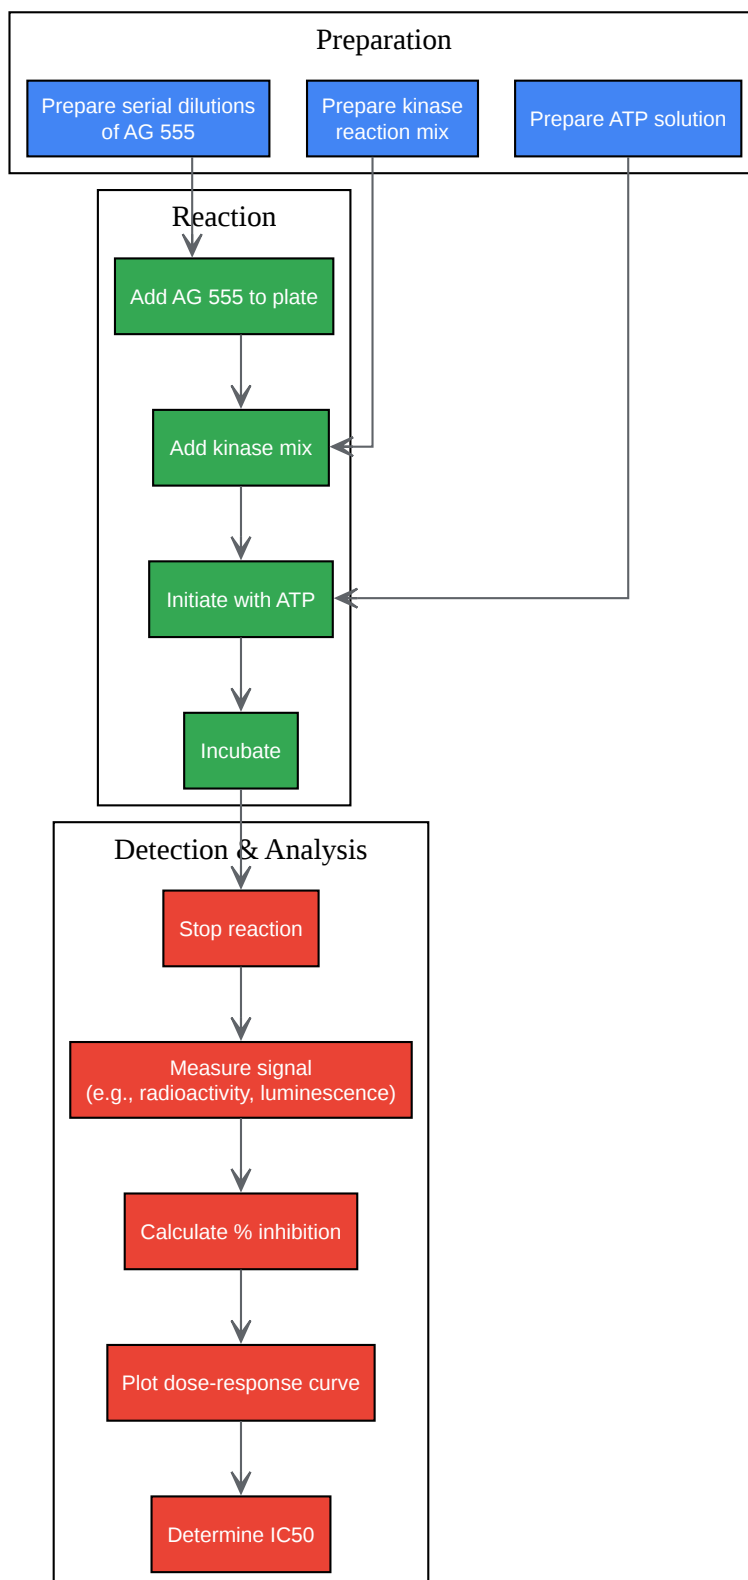 Preparation
Prepare serial dilutions
of AG 555
Prepare kinase
reaction mix
Prepare ATP solution
Reaction
Add AG 555 to plate
Add kinase mix
Initiate with ATP
Incubate
Detection & Analysis
Stop reaction
Measure signal
(e.g., radioactivity, luminescence)
Calculate % inhibition
Plot dose-response curve
Determine IC50